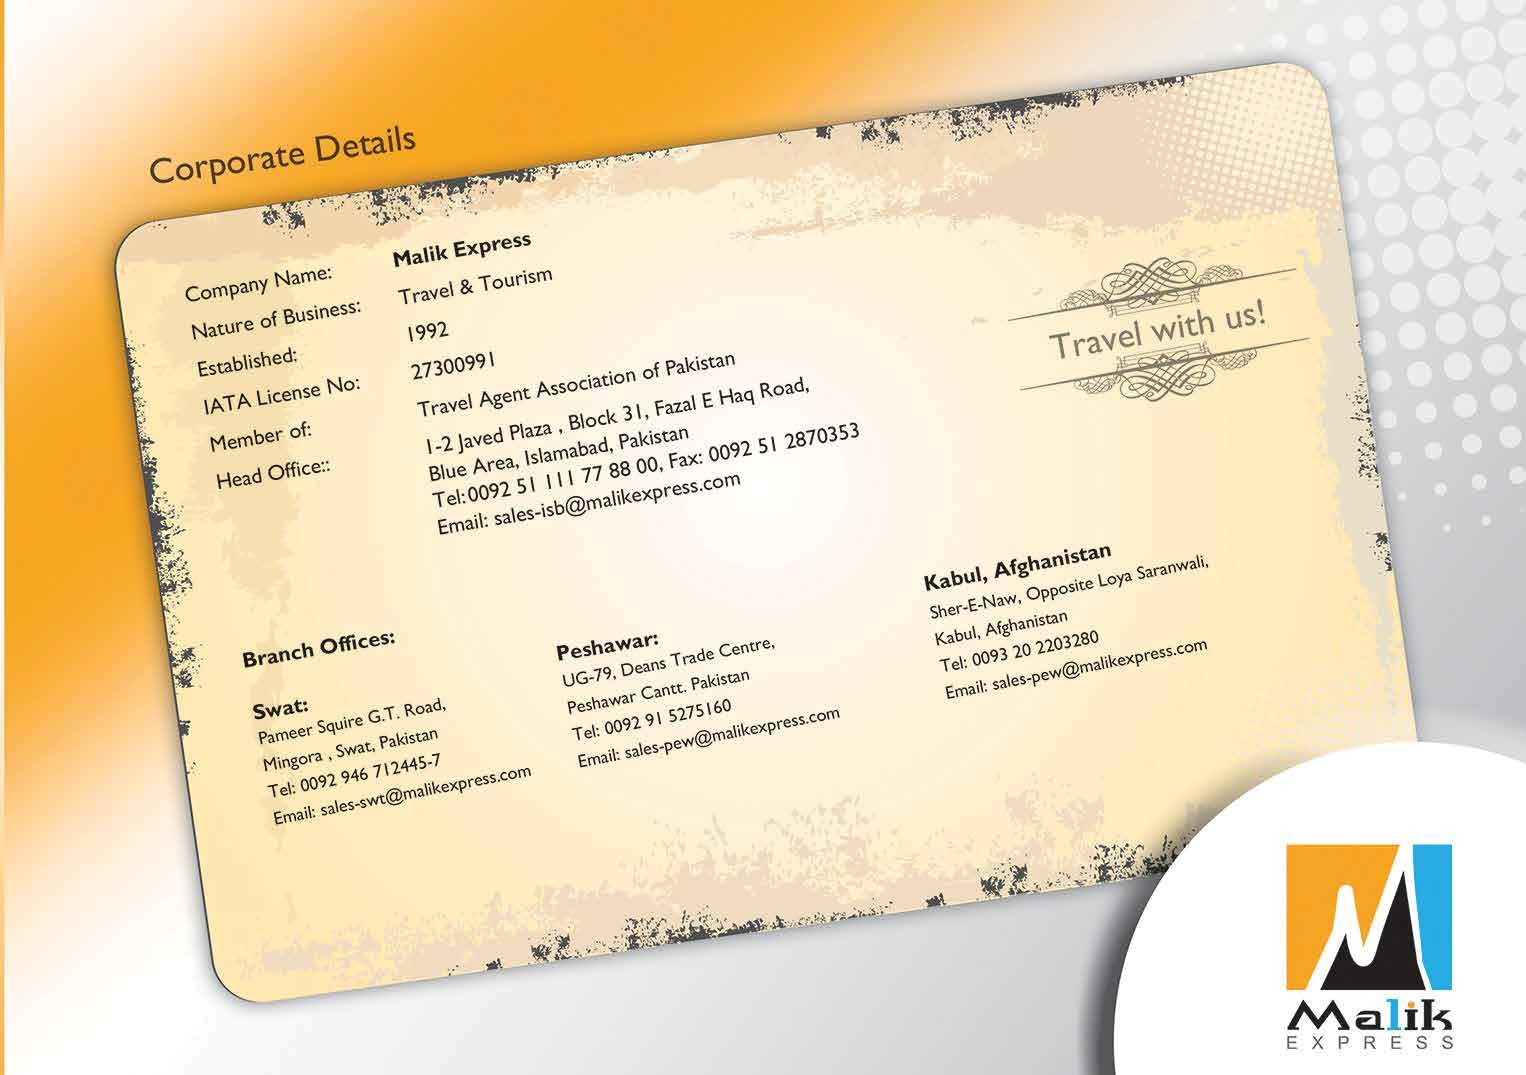 Corporate Details
Company Name: Malik Express
Nature of Business: Travel & Tourism
Established: 1992
IATA License No: 27300991
Member of: Travel Agent Association of Pakistan
Head Office:: 1-2 Javed Plaza , Block 31, Fazal E Haq Road,
Blue Area, Islamabad, Pakistan
Tel:0092 51 111 77 88 00, Fax: 0092 51 2870353
Email: sales-isb@malikexpress.com
Travel with us!
Branch Offices:
Swat:
Pameer Squire G.T. Road,
Mingora , Swat, Pakistan
Tel: 0092 946 712445-7
Email: sales-swt@malikexpress.com
Peshawar:
UG-79, Deans Trade Centre,
Peshawar Cantt. Pakistan
Tel: 0092 91 5275160
Email: sales-pew@malikexpress.com
Kabul, Afghanistan
Sher-E-Naw, Opposite Loya Saranwali,
Kabul, Afghanistan
Tel: 0093 20 2203280
Email: sales-pew@malikexpress.com
Malik
EXPRESS